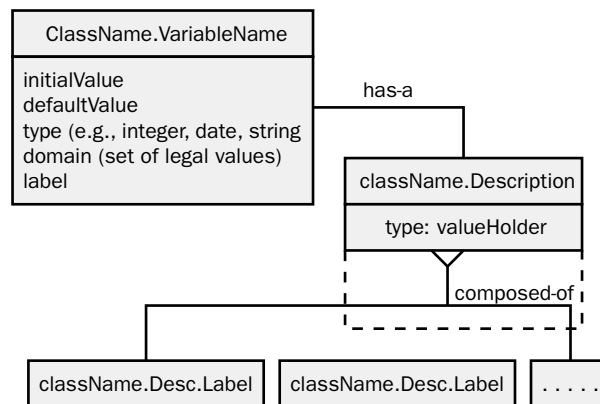 ClassName.VariableName
initialValue
defaultValue
type (e.g., integer, date, string
domain (set of legal values)
label
has-a
className.Description
type: valueHolder
composed-of
className.Desc.Label
className.Desc.Label
. . . . .